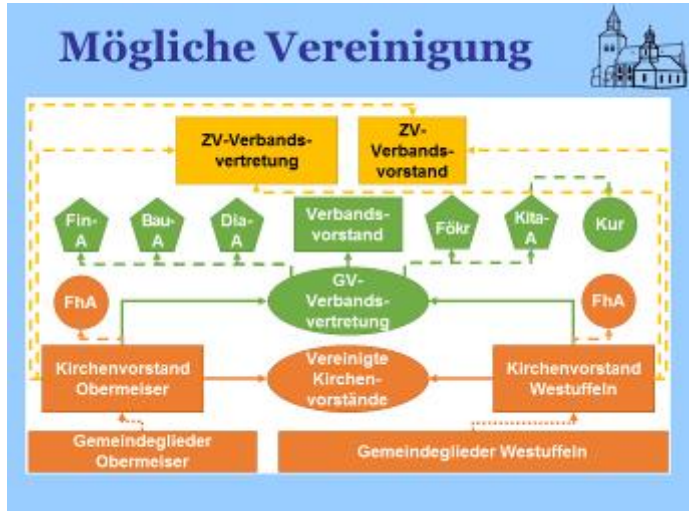 Mögliche Vereinigung
ZV-Verbands-
vertretung
ZV-
Verbands-
vorstand
Fin-
A
Bau-
A
Dia-
A
Verbands-
vorstand
Fökr
Kita-
A
Kur
GV-
Verbands-
vertretung
FhA
FhA
Kirchenvorstand
Obermeiser
Vereinigte
Kirchen-
vorstände
Kirchenvorstand
Westuffeln
Gemeindeglieder
Obermeiser
Gemeindeglieder Westuffeln